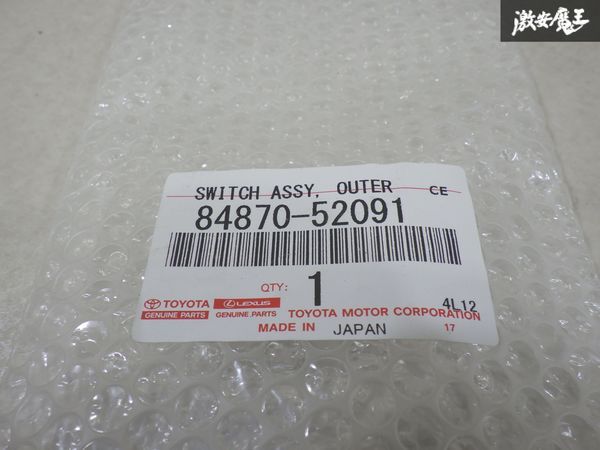 激安魔王
SWITCH ASSY, OUTER CE
84870-52091
QTY: 1
4L12
TOYOTA LEXUS
GENUINE PARTS GENUINE PARTS TOYOTA MOTOR CORPORATION
MADE IN JAPAN 17